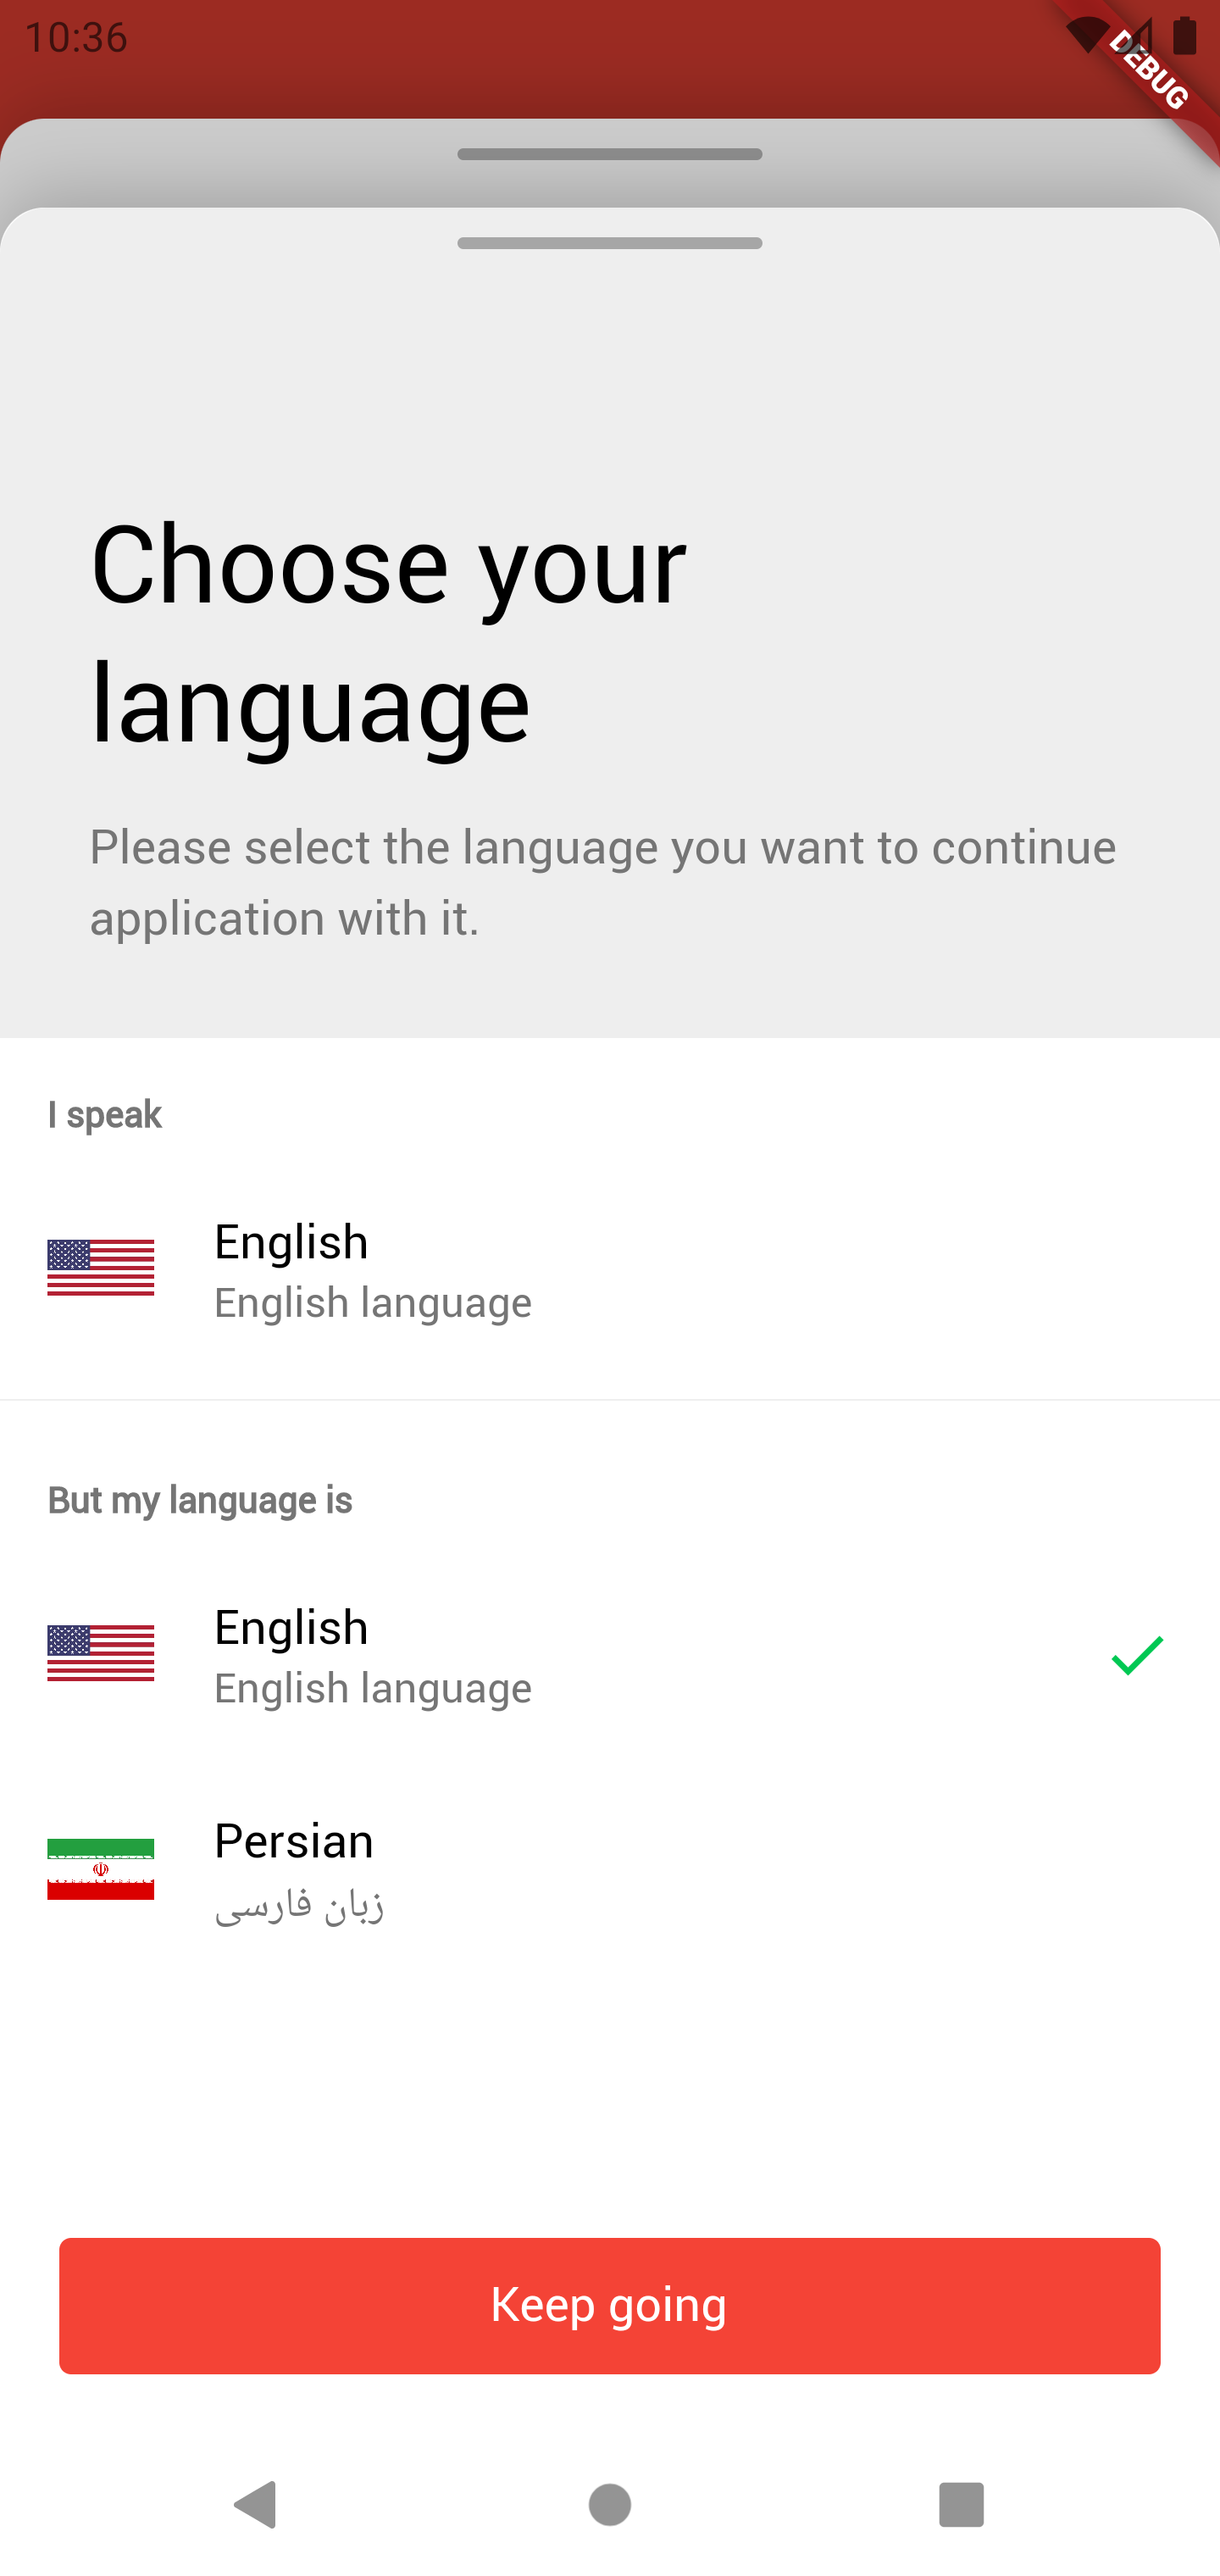 10:36
DEBUG
Choose your
language
Please select the language you want to continue
application with it.
I speak
English
English language
But my language is
English
English language
Persian
زبان فارسی
Keep going